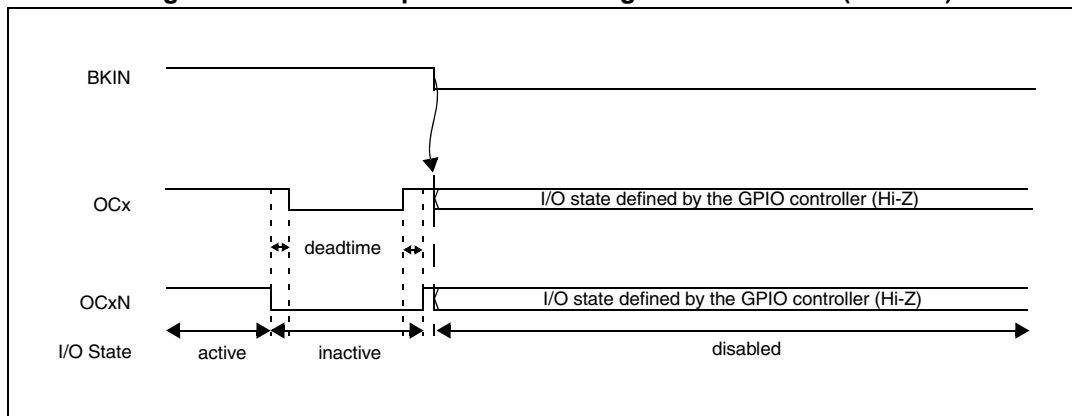 BKIN
OCx
I/O state defined by the GPIO controller (Hi-Z)
deadtime
OCxN
I/O state defined by the GPIO controller (Hi-Z)
I/O State
active
inactive
disabled